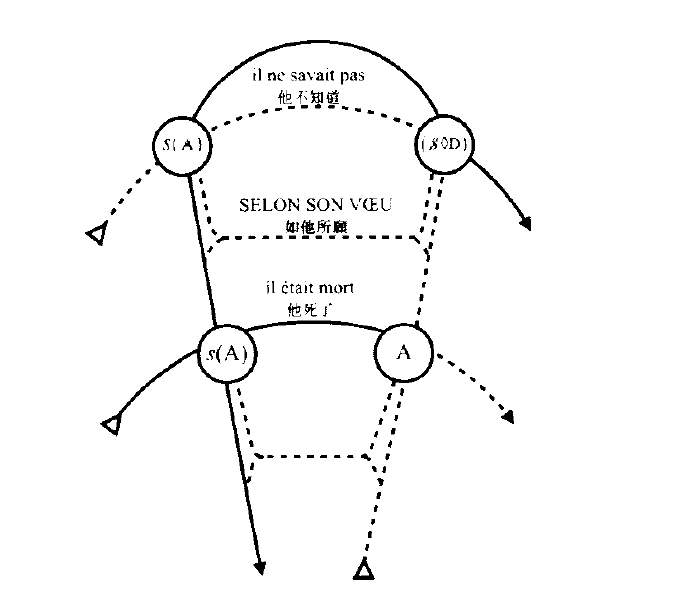 il ne savait pas
他不知道
S(A)
(S◊D)
SELON SON VŒU
如他所願
il était mort
他死了
s(A)
A